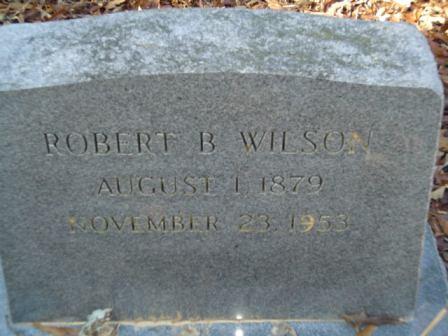 ROBERT B. WILSON
AUGUST 1, 1879
NOVEMBER 23, 1953